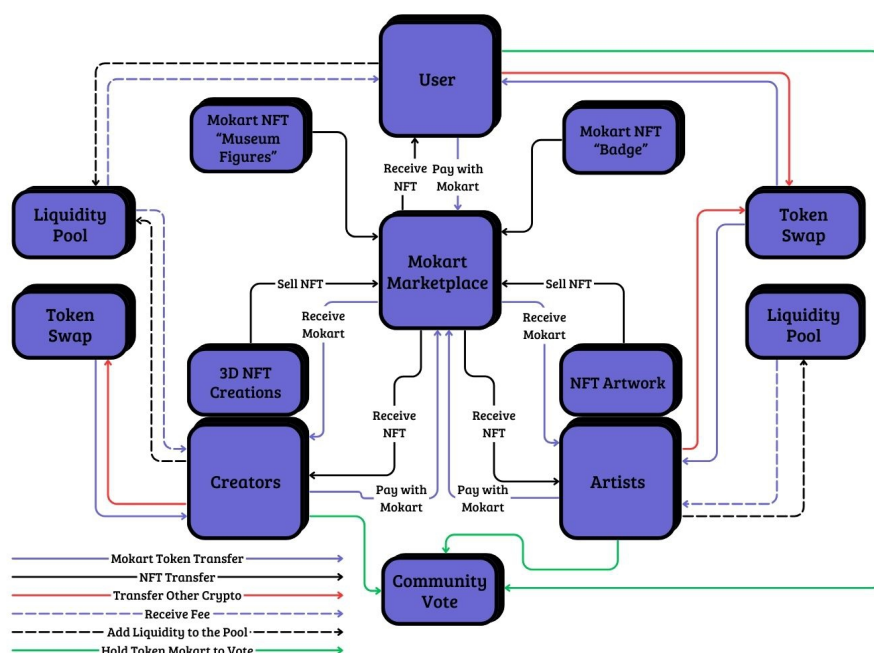 User
Mokart NFT
“Museum
Figures”
Mokart NFT
“Badge”
Receive
NFT
Pay with
Mokart
Liquidity
Pool
Token
Swap
Mokart
Marketplace
Sell NFT
Sell NFT
Token
Swap
Receive
Mokart
Receive
Mokart
Liquidity
Pool
3D NFT
Creations
NFT Artwork
Receive
NFT
Receive
NFT
Creators
Artists
Pay with
Mokart
Pay with
Mokart
Community
Vote
Mokart Token Transfer
NFT Transfer
Transfer Other Crypto
Receive Fee
Add Liquidity to the Pool
Hold Token Mokart to Vote